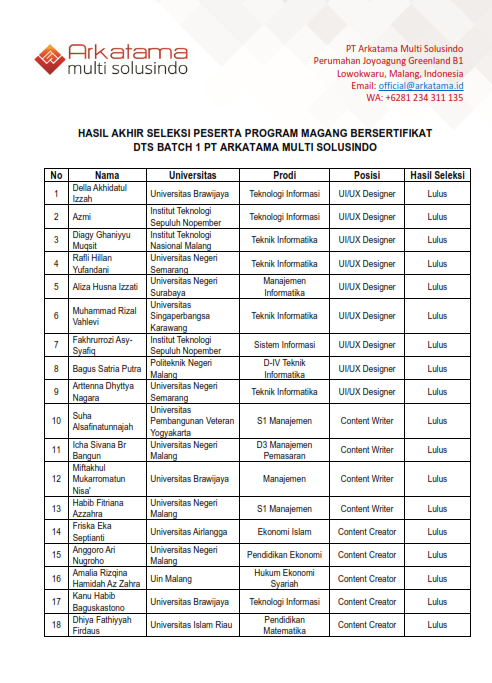 Arkatama
multi solusindo
PT Arkatama Multi Solusindo
Perumahan Joyoagung Greenland B1
Lowokwaru, Malang, Indonesia
Email: official@arkatama.id
WA: +6281 234 311 135
HASIL AKHIR SELEKSI PESERTA PROGRAM MAGANG BERSERTIFIKAT
DTS BATCH 1 PT ARKATAMA MULTI SOLUSINDO
No Nama Universitas Prodi Posisi Hasil Seleksi
1 Della Akhidatul Izzah Universitas Brawijaya Teknologi Informasi UI/UX Designer Lulus
2 Azmi Institut Teknologi Sepuluh Nopember Teknologi Informasi UI/UX Designer Lulus
3 Diagy Ghaniyyu Muqsit Institut Teknologi Nasional Malang Teknik Informatika UI/UX Designer Lulus
4 Rafli Hillan Yufandani Universitas Negeri Semarang Teknik Informatika UI/UX Designer Lulus
5 Aliza Husna Izzati Universitas Negeri Surabaya Manajemen Informatika UI/UX Designer Lulus
6 Muhammad Rizal Vahlevi Universitas Singaperbangsa Karawang Teknik Informatika UI/UX Designer Lulus
7 Fakhrurrozi Asy-Syafiq Institut Teknologi Sepuluh Nopember Sistem Informasi UI/UX Designer Lulus
8 Bagus Satria Putra Politeknik Negeri Malang D-IV Teknik Informatika UI/UX Designer Lulus
9 Arttenna Dhyttya Nagara Universitas Negeri Semarang Teknik Informatika UI/UX Designer Lulus
10 Suha Alsafinatunnajah Universitas Pembangunan Veteran Yogyakarta S1 Manajemen Content Writer Lulus
11 Icha Sivana Br Bangun Universitas Negeri Malang D3 Manajemen Pemasaran Content Writer Lulus
12 Miftakhul Mukarromatun Nisa' Universitas Brawijaya Manajemen Content Writer Lulus
13 Habib Fitriana Azzahra Universitas Negeri Malang S1 Manajemen Content Writer Lulus
14 Friska Eka Septianti Universitas Airlangga Ekonomi Islam Content Creator Lulus
15 Anggoro Ari Nugroho Universitas Negeri Malang Pendidikan Ekonomi Content Creator Lulus
16 Amalia Rizqina Hamidah Az Zahra Uin Malang Hukum Ekonomi Syariah Content Creator Lulus
17 Kanu Habib Baguskastono Universitas Brawijaya Teknologi Informasi Content Creator Lulus
18 Dhiya Fathiyyah Firdaus Universitas Islam Riau Pendidikan Matematika Content Creator Lulus